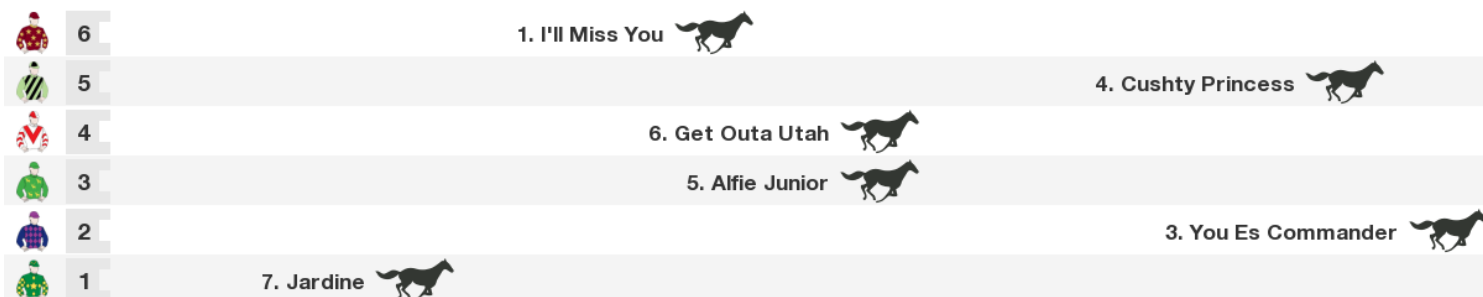 6 1. I'll Miss You
5 4. Cushty Princess
4 6. Get Outa Utah
3 5. Alfie Junior
2 3. You Es Commander
1 7. Jardine